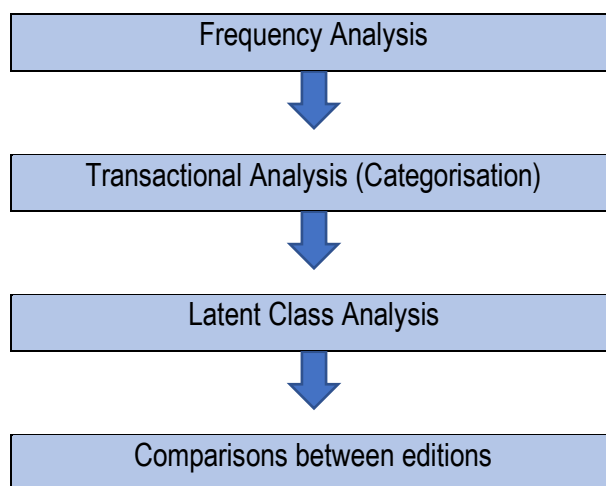 Frequency Analysis
Transactional Analysis (Categorisation)
Latent Class Analysis
Comparisons between editions